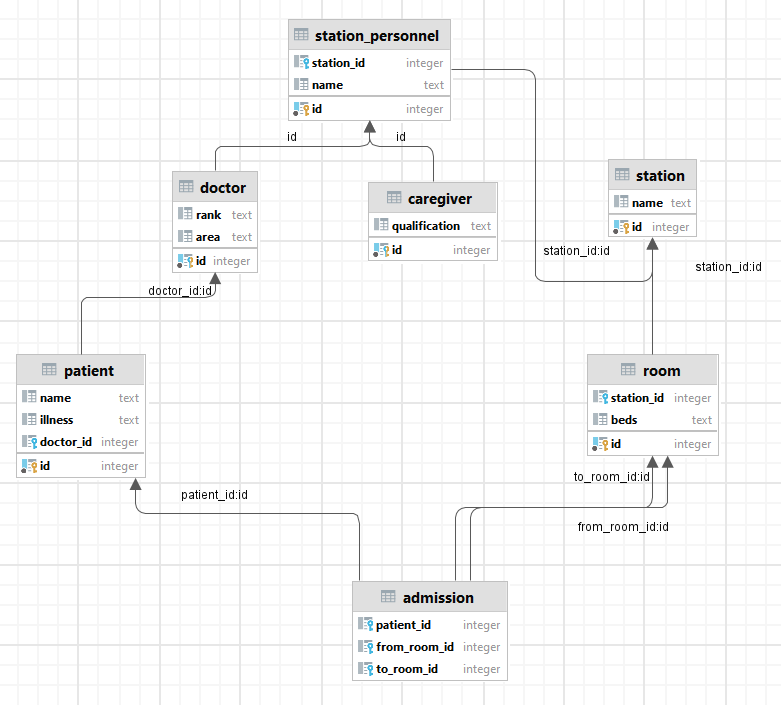 station_personnel
station_id integer
name text
id integer
id
id
doctor
rank text
area text
id integer
caregiver
qualification text
id integer
station
name text
id integer
station_id:id
station_id:id
doctor_id:id
patient
name text
illness text
doctor_id integer
id integer
room
station_id integer
beds text
id integer
to_room_id:id
patient_id:id
from_room_id:id
admission
patient_id integer
from_room_id integer
to_room_id integer